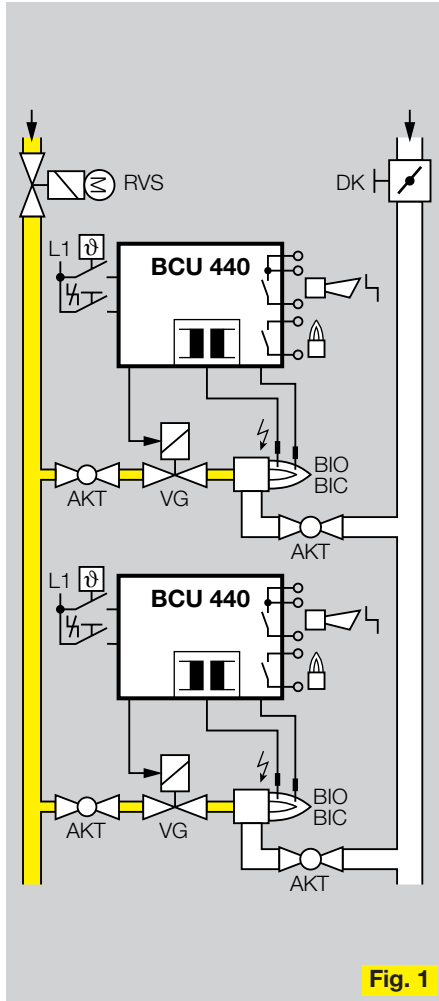 RVS
DK
L1 ϑ
BCU 440
BIO
BIC
AKT
VG
AKT
L1 ϑ
BCU 440
BIO
BIC
AKT
VG
AKT
Fig. 1